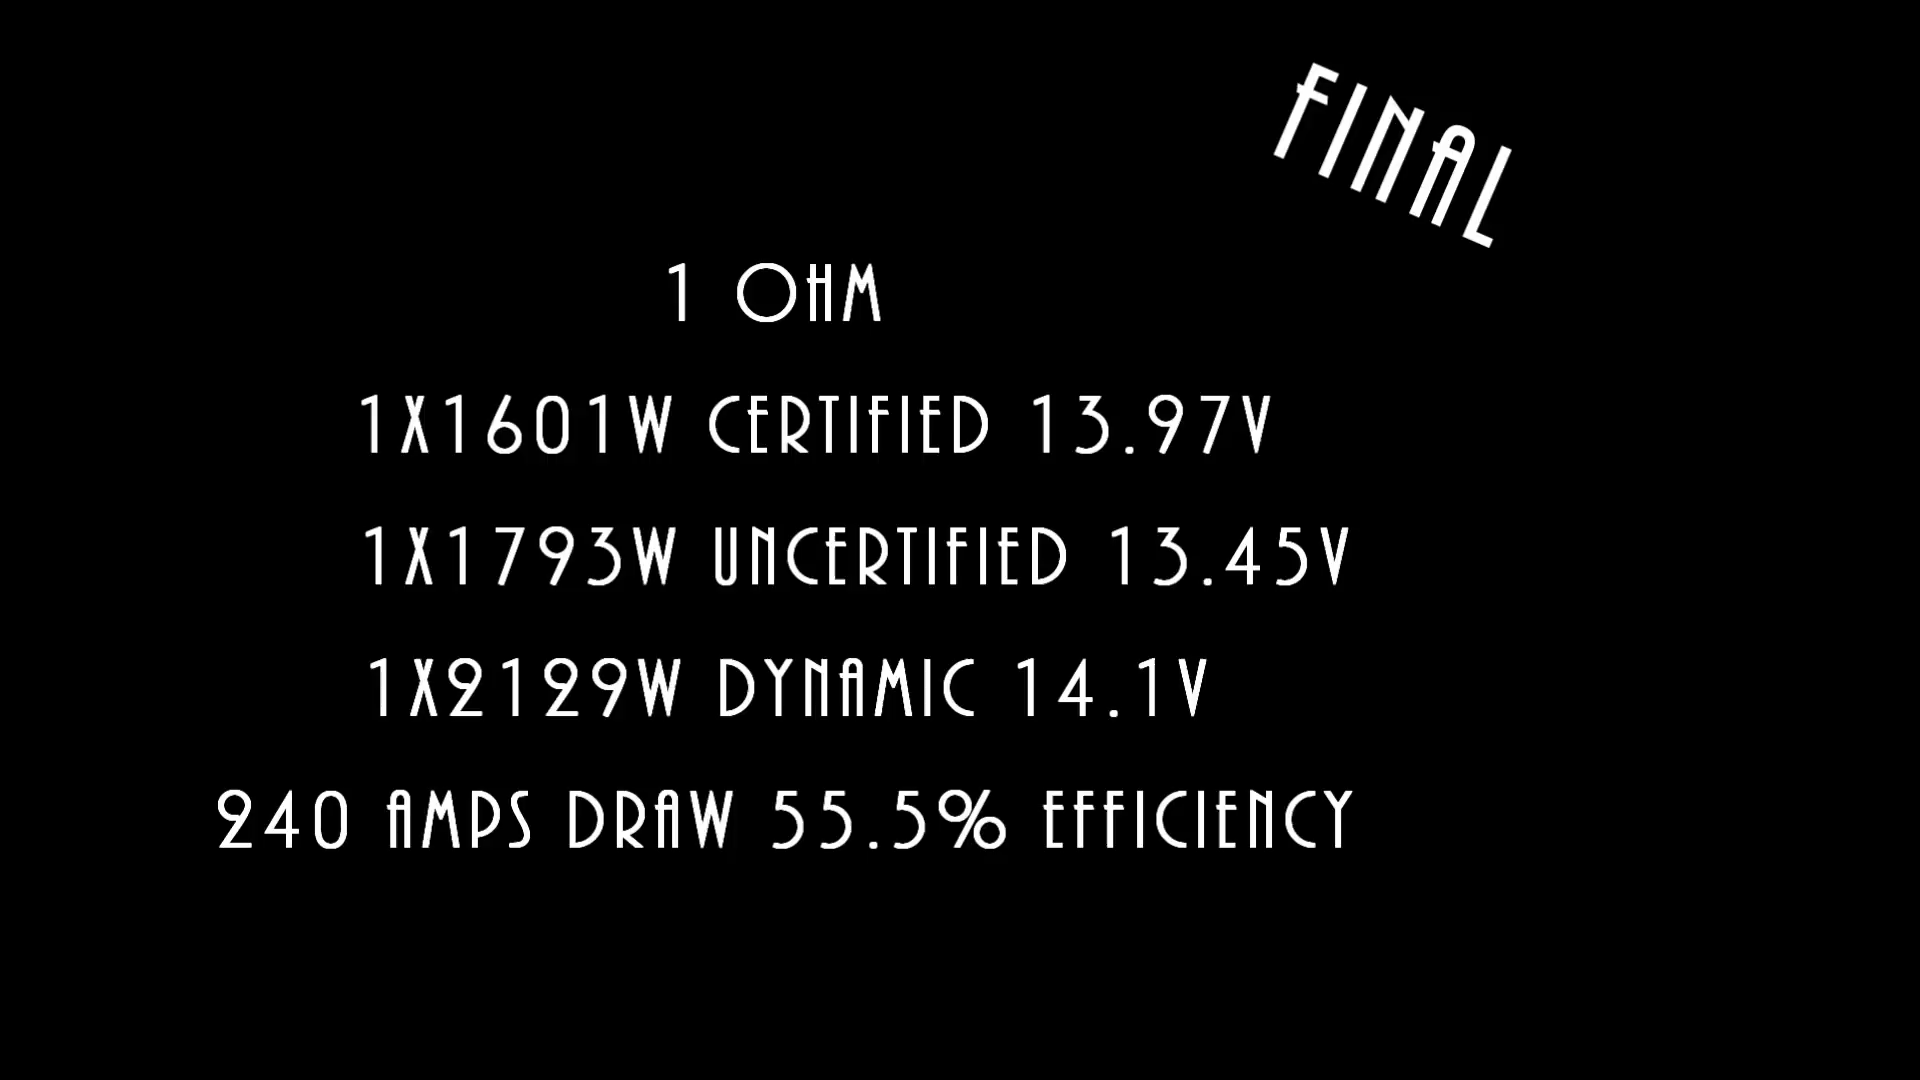 FINAL
1 OHM
1X1601W CERTIFIED 13.97V
1X1793W UNCERTIFIED 13.45V
1X2129W DYNAMIC 14.1V
240 AMPS DRAW 55.5% EFFICIENCY